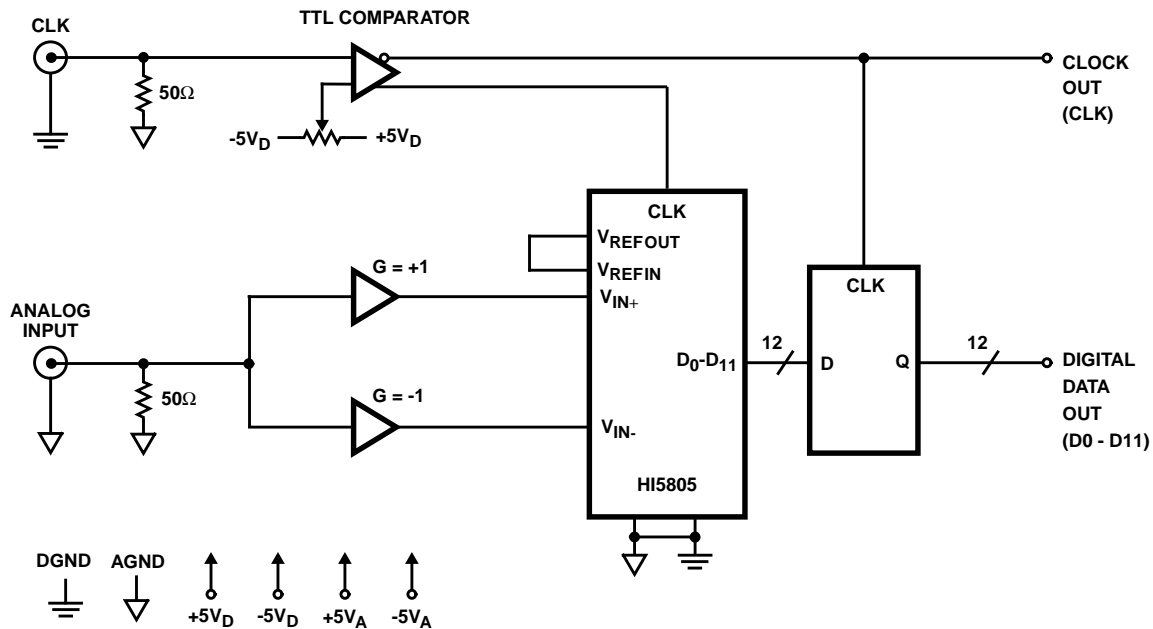 CLK
TTL COMPARATOR
50Ω
-5VD
+5VD
CLOCK
OUT
(CLK)
CLK
VREFOUT
VREFIN
VIN+
VIN-
D0-D11
HI5805
G = +1
G = -1
ANALOG
INPUT
50Ω
12
CLK
D
Q
12
DIGITAL
DATA
OUT
(D0 - D11)
DGND
AGND
+5VD
-5VD
+5VA
-5VA